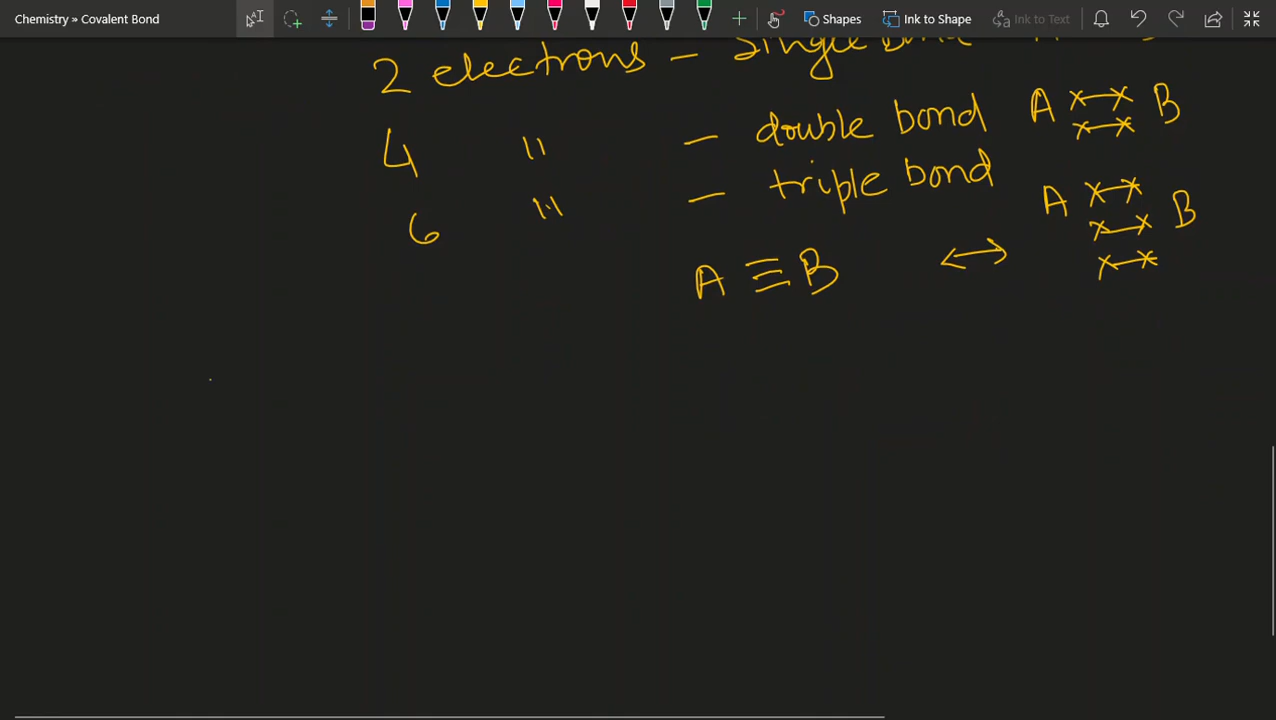 Chemistry » Covalent Bond
Shapes
Ink to Shape
Ink to Text
2 electrons - single bond
4 " - double bond A x-x B
x-x
6 " - triple bond A x-x B
x-x
x-x
A ≡ B ↔